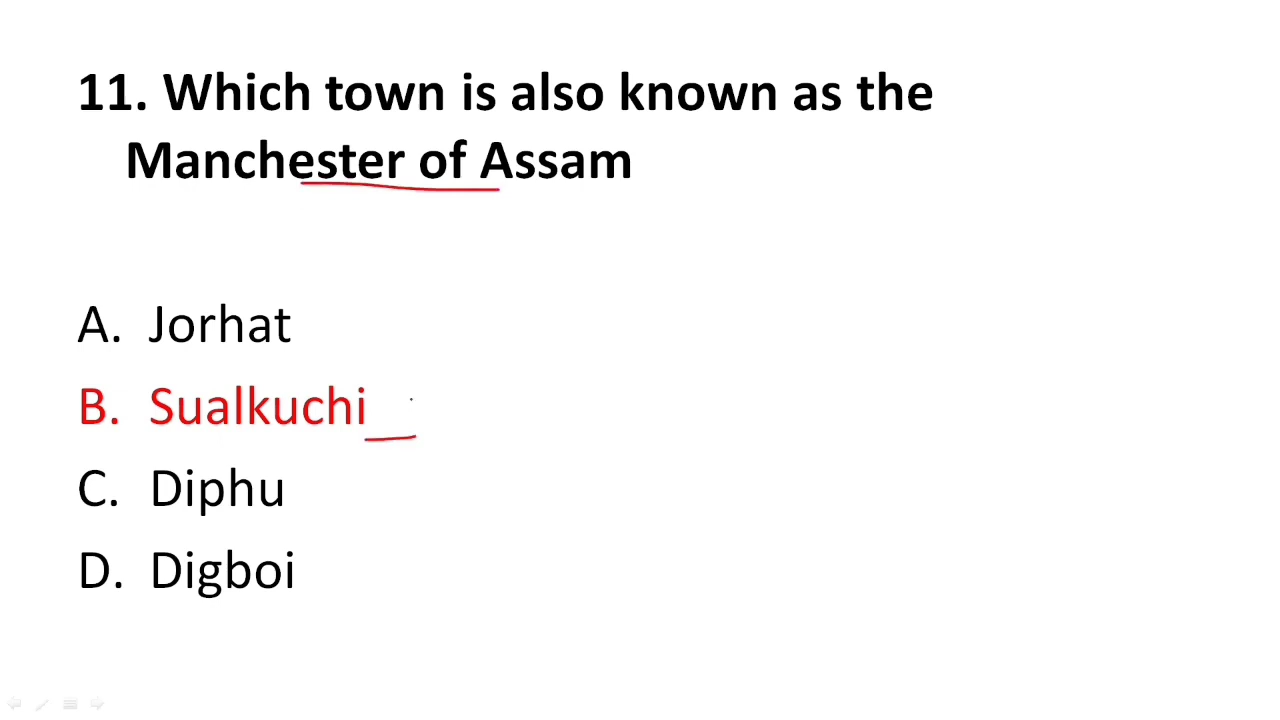 11. Which town is also known as the
Manchester of Assam
A. Jorhat
B. Sualkuchi
C. Diphu
D. Digboi